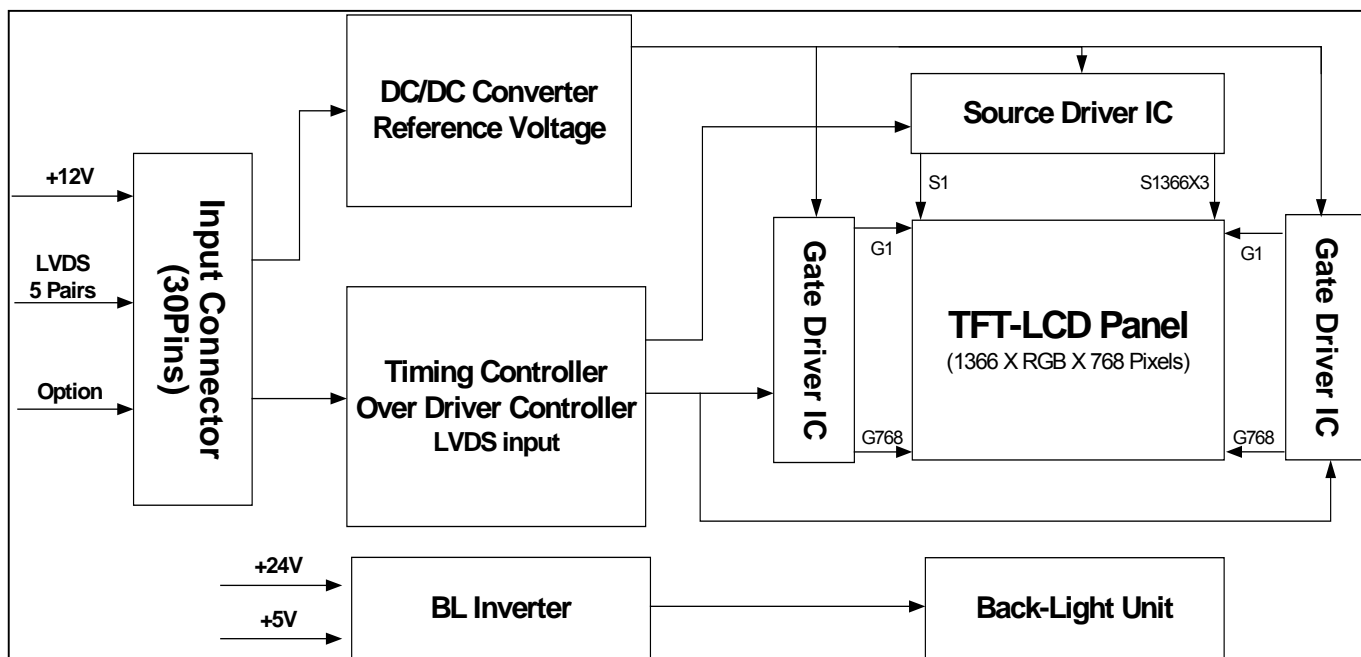 DC/DC Converter
Reference Voltage
Source Driver IC
+12V
LVDS
5 Pairs
Option
Input Connector
(30Pins)
S1
S1366X3
G1
G1
Gate Driver IC
TFT-LCD Panel
(1366 X RGB X 768 Pixels)
Gate Driver IC
Timing Controller
Over Driver Controller
LVDS input
G768
G768
+24V
+5V
BL Inverter
Back-Light Unit